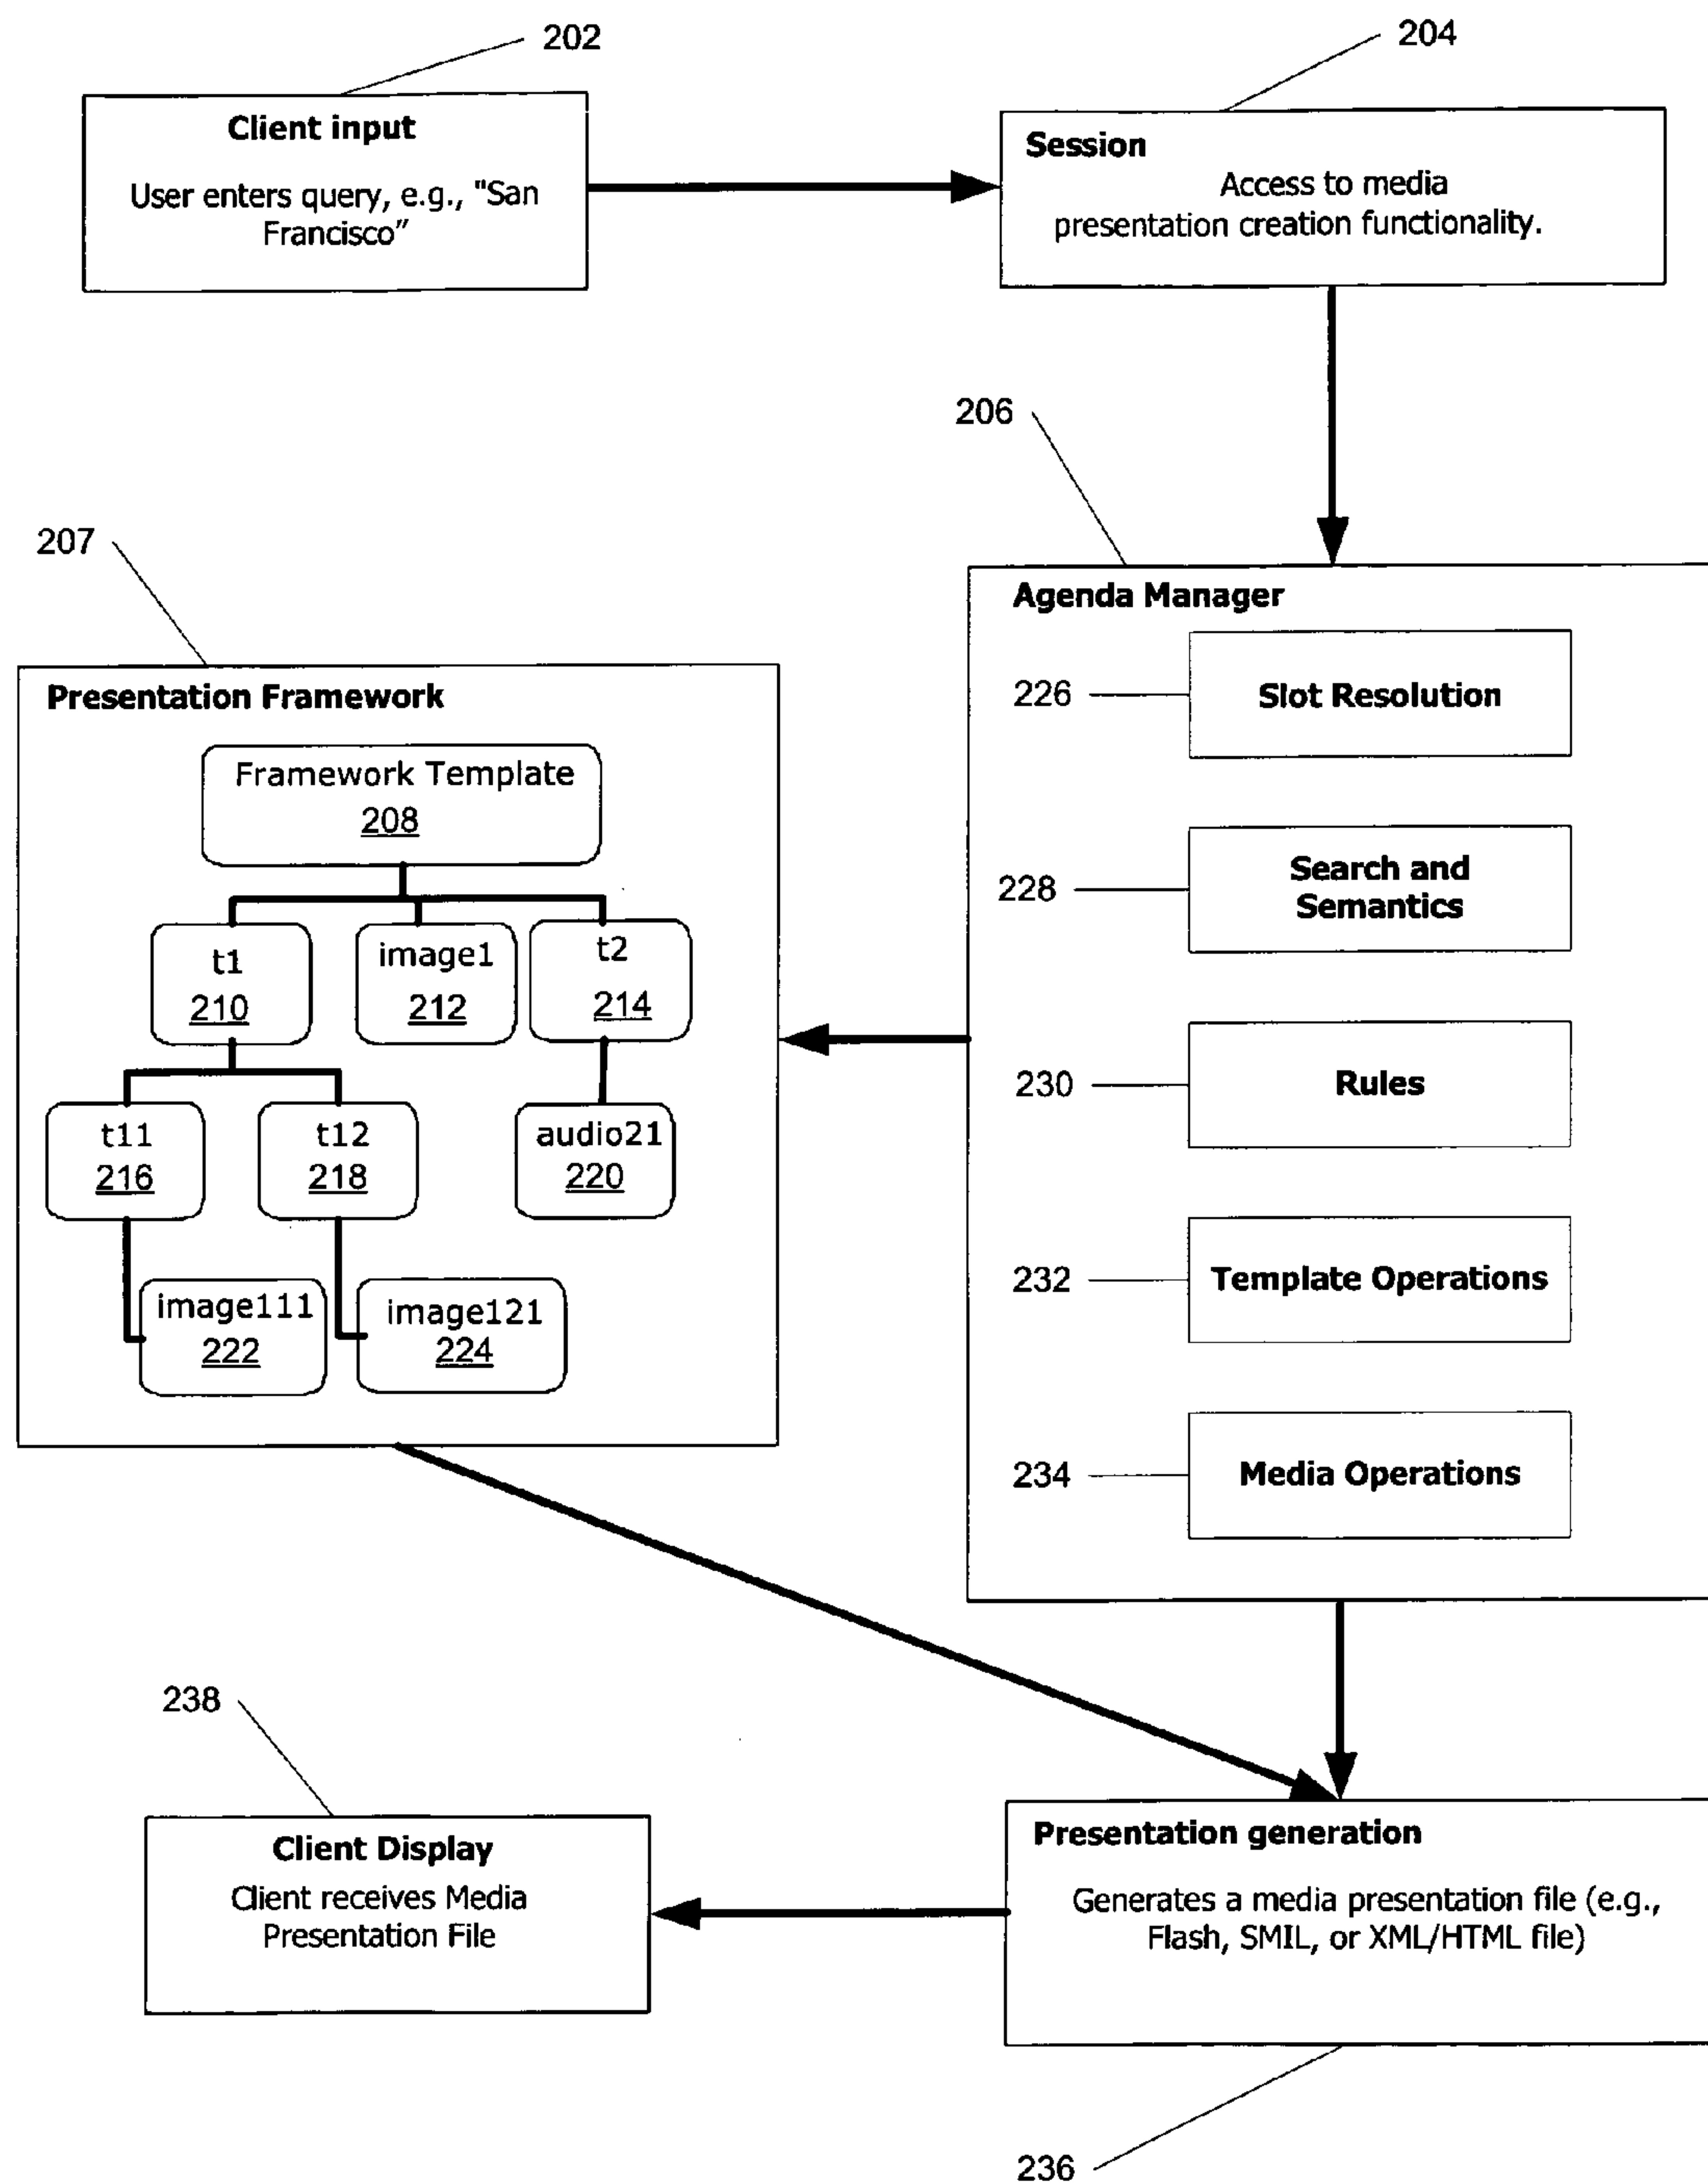 202
204
Client input
User enters query, e.g., "San
Francisco"
Session
Access to media
presentation creation functionality.
206
207
Agenda Manager
226
Slot Resolution
228
Search and
Semantics
230
Rules
232
Template Operations
234
Media Operations
Presentation Framework
Framework Template
208
t1
210
image1
212
t2
214
t11
216
t12
218
audio21
220
image111
222
image121
224
238
Client Display
Client receives Media
Presentation File
Presentation generation
Generates a media presentation file (e.g.,
Flash, SMIL, or XML/HTML file)
236